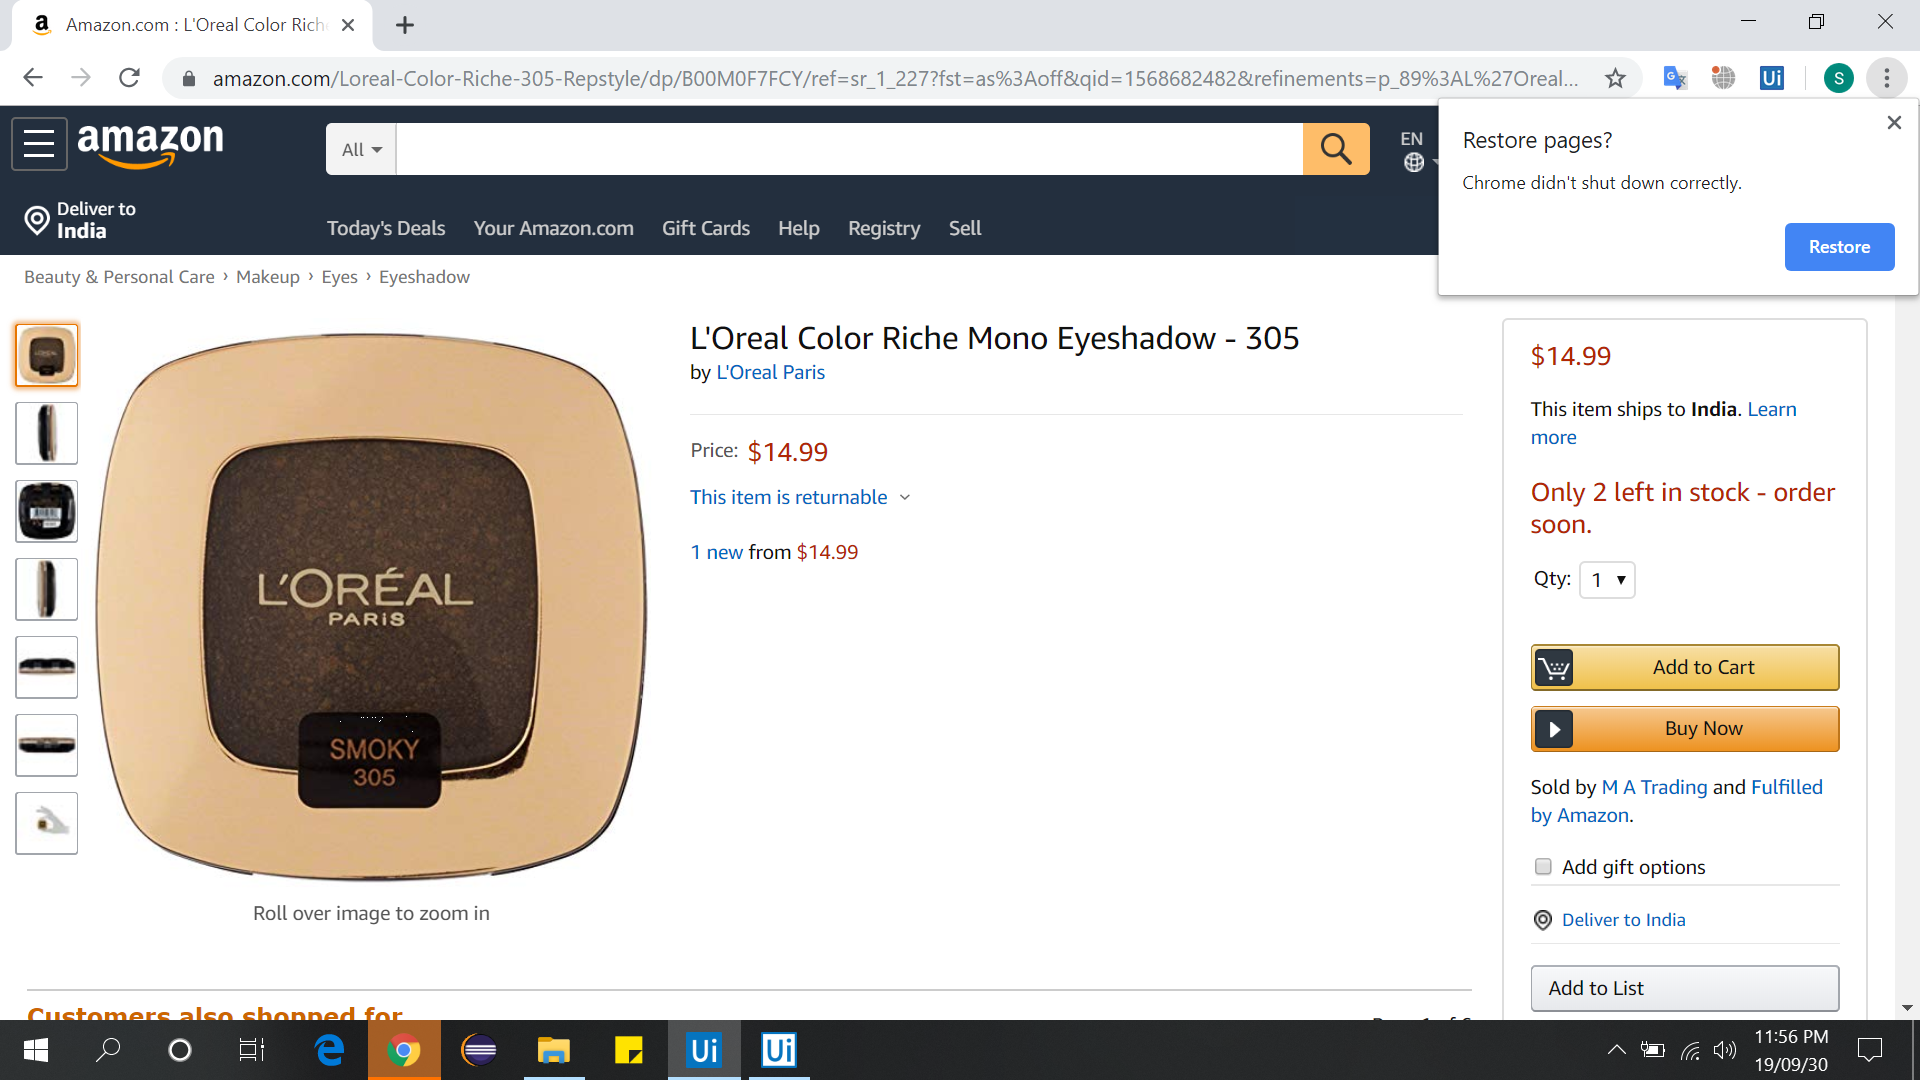 Amazon.com : L'Oreal Color Rich
amazon.com/Loreal-Color-Riche-305-Repstyle/dp/B00M0F7FCY/ref=sr_1_227?fst=as%3Aoff&qid=1568682482&refinements=p_89%3AL%27Oreal...
S
Ui
Restore pages?
Chrome didn't shut down correctly.
Restore
amazon
All
EN
Deliver to
India
Today's Deals
Your Amazon.com
Gift Cards
Help
Registry
Sell
Beauty & Personal Care › Makeup › Eyes › Eyeshadow
L'ORÉAL
PARIS
SMOKY
305
Roll over image to zoom in
L'Oreal Color Riche Mono Eyeshadow - 305
by L'Oreal Paris
Price: $14.99
This item is returnable
1 new from $14.99
$14.99
This item ships to India. Learn
more
Only 2 left in stock - order
soon.
Qty: 1
Add to Cart
Buy Now
Sold by M A Trading and Fulfilled
by Amazon.
Add gift options
Deliver to India
Add to List
Customers also shopped for
Ui
Ui
11:56 PM
19/09/30